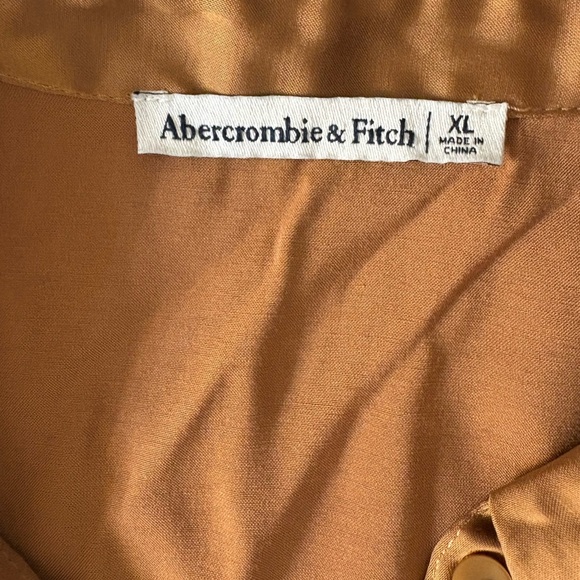 Abercrombie & Fitch
XL
MADE IN
CHINA